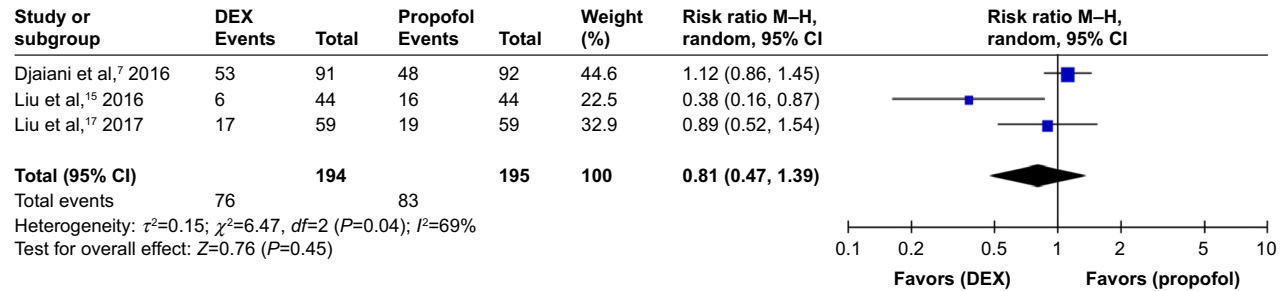 Study or subgroup DEX Events Total Propofol Events Total Weight (%) Risk ratio M–H, random, 95% CI Risk ratio M–H, random, 95% CI
Djaiani et al,⁷ 2016 53 91 48 92 44.6 1.12 (0.86, 1.45)
Liu et al,¹⁵ 2016 6 44 16 44 22.5 0.38 (0.16, 0.87)
Liu et al,¹⁷ 2017 17 59 19 59 32.9 0.89 (0.52, 1.54)
Total (95% CI) 194 195 100 0.81 (0.47, 1.39)
Total events 76 83
Heterogeneity: τ²=0.15; χ²=6.47, df=2 (P=0.04); I²=69%
Test for overall effect: Z=0.76 (P=0.45)
0.1 0.2 0.5 1 2 5 10
Favors (DEX) Favors (propofol)